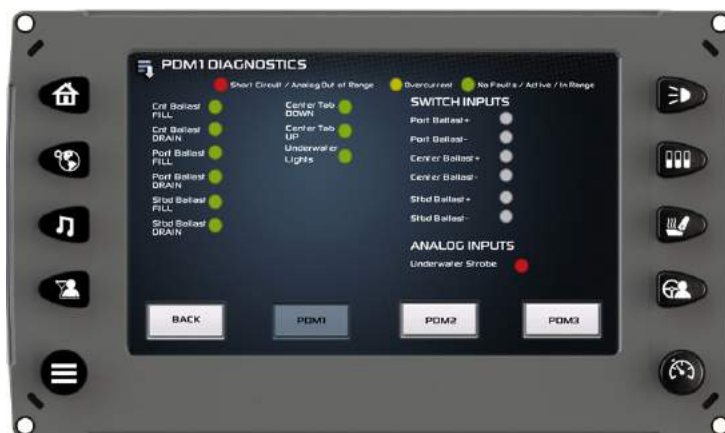 PDM1 DIAGNOSTICS
Short Circuit / Analog Out of Range
Overcurrent
No Faults / Active / In Range
Cnt Ballast
FILL
Cnt Ballast
DRAIN
Port Ballast
FILL
Port Ballast
DRAIN
Stbd Ballast
FILL
Stbd Ballast
DRAIN
Center Tab
DOWN
Center Tab
UP
Underwater
Lights
SWITCH INPUTS
Port Ballast+
Port Ballast-
Center Ballast+
Center Ballast-
Stbd Ballast+
Stbd Ballast-
ANALOG INPUTS
Underwater Strobe
BACK
PDM1
PDM2
PDM3